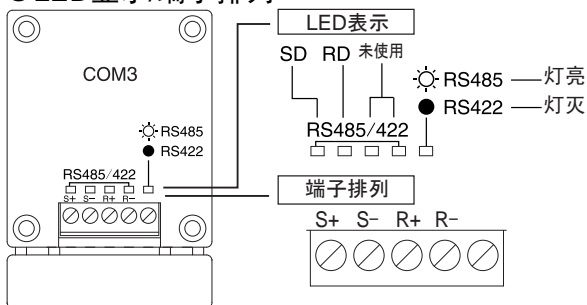 LED表示
SD RD 未使用
RS485 灯亮
RS422 灯灭
RS485/422
COM3
RS485
RS422
RS485/422
S+ S- R+ R-
端子排列
S+ S- R+ R-